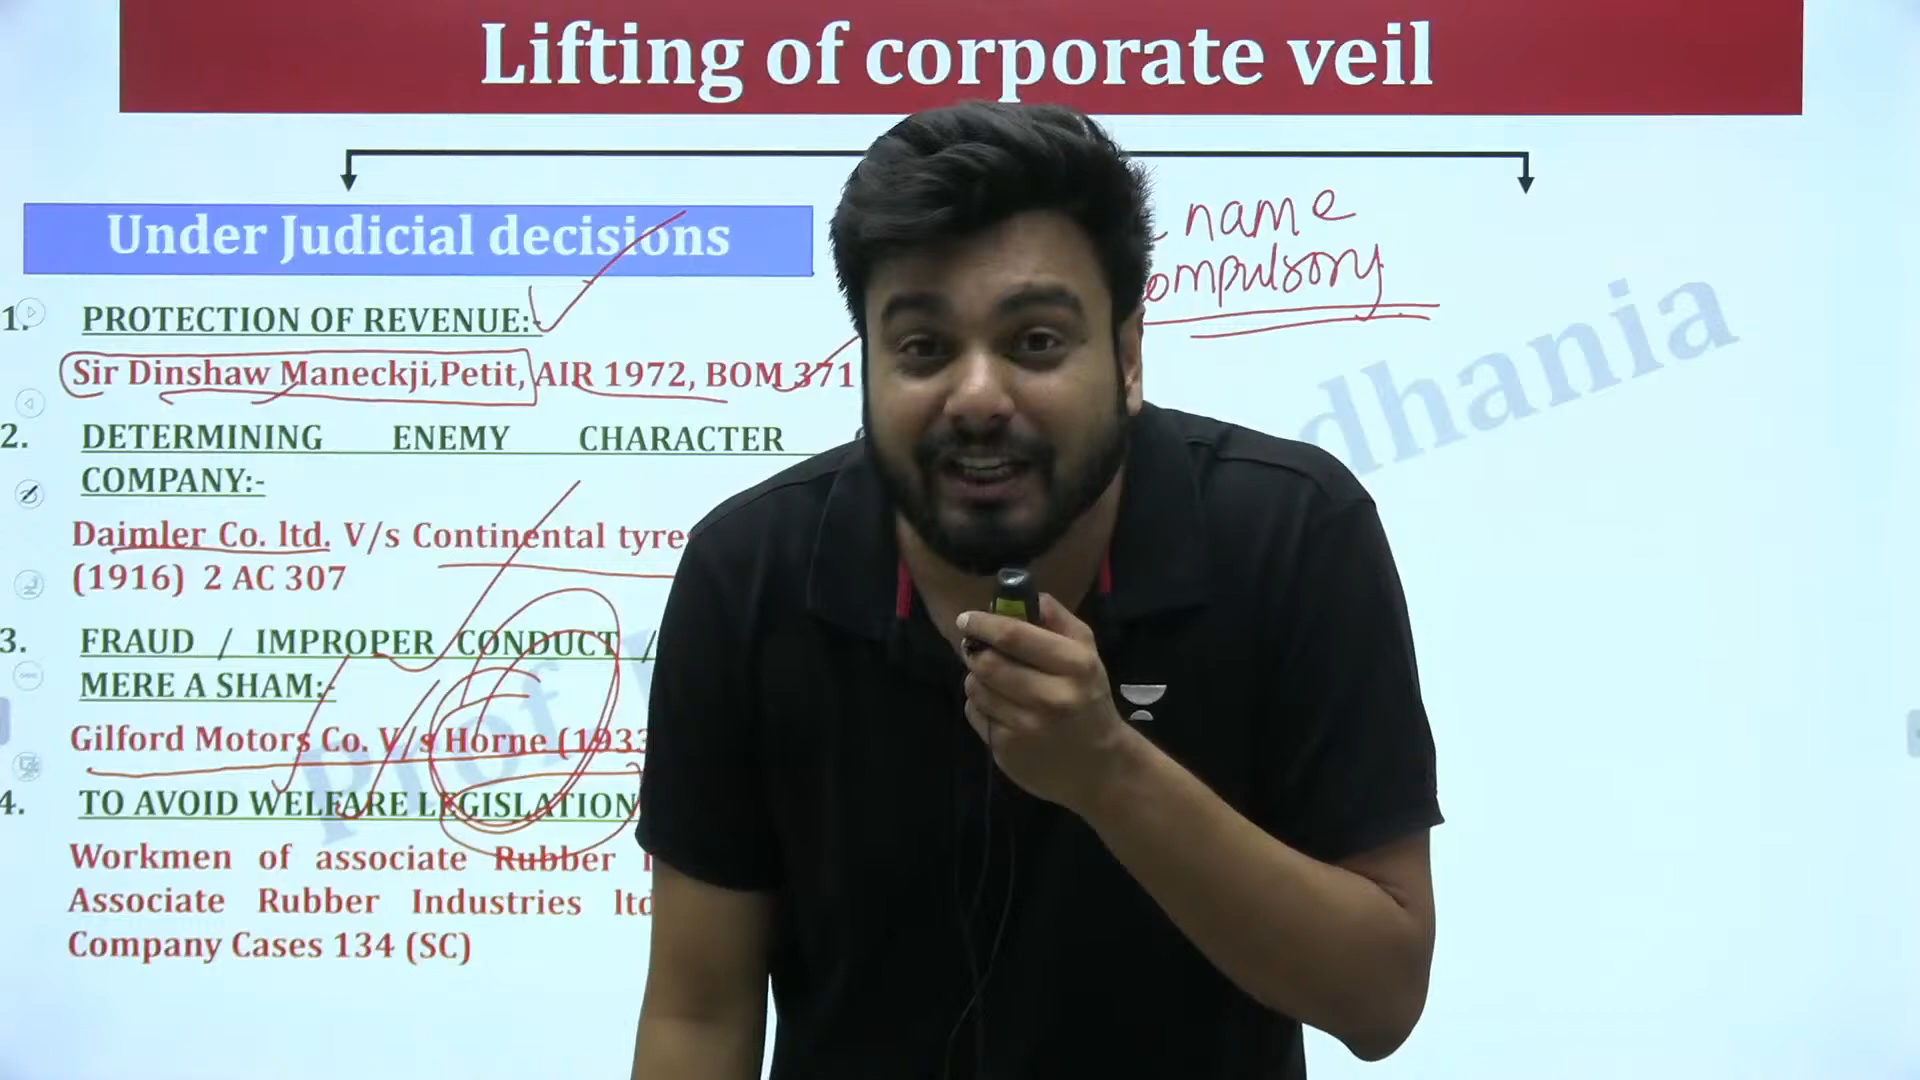 Lifting of corporate veil
Under Judicial decisions
name
compulsory
1. PROTECTION OF REVENUE:-
Sir Dinshaw Maneckji,Petit, AIR 1972, BOM 371
2. DETERMINING ENEMY CHARACTER
COMPANY:-
Daimler Co. ltd. V/s Continental tyre
(1916) 2 AC 307
3. FRAUD / IMPROPER CONDUCT /
MERE A SHAM:-
Gilford Motors Co. V/s Horne (1933
4. TO AVOID WELFARE LEGISLATION
Workmen of associate Rubber
Associate Rubber Industries ltd
Company Cases 134 (SC)
Prof
dhania